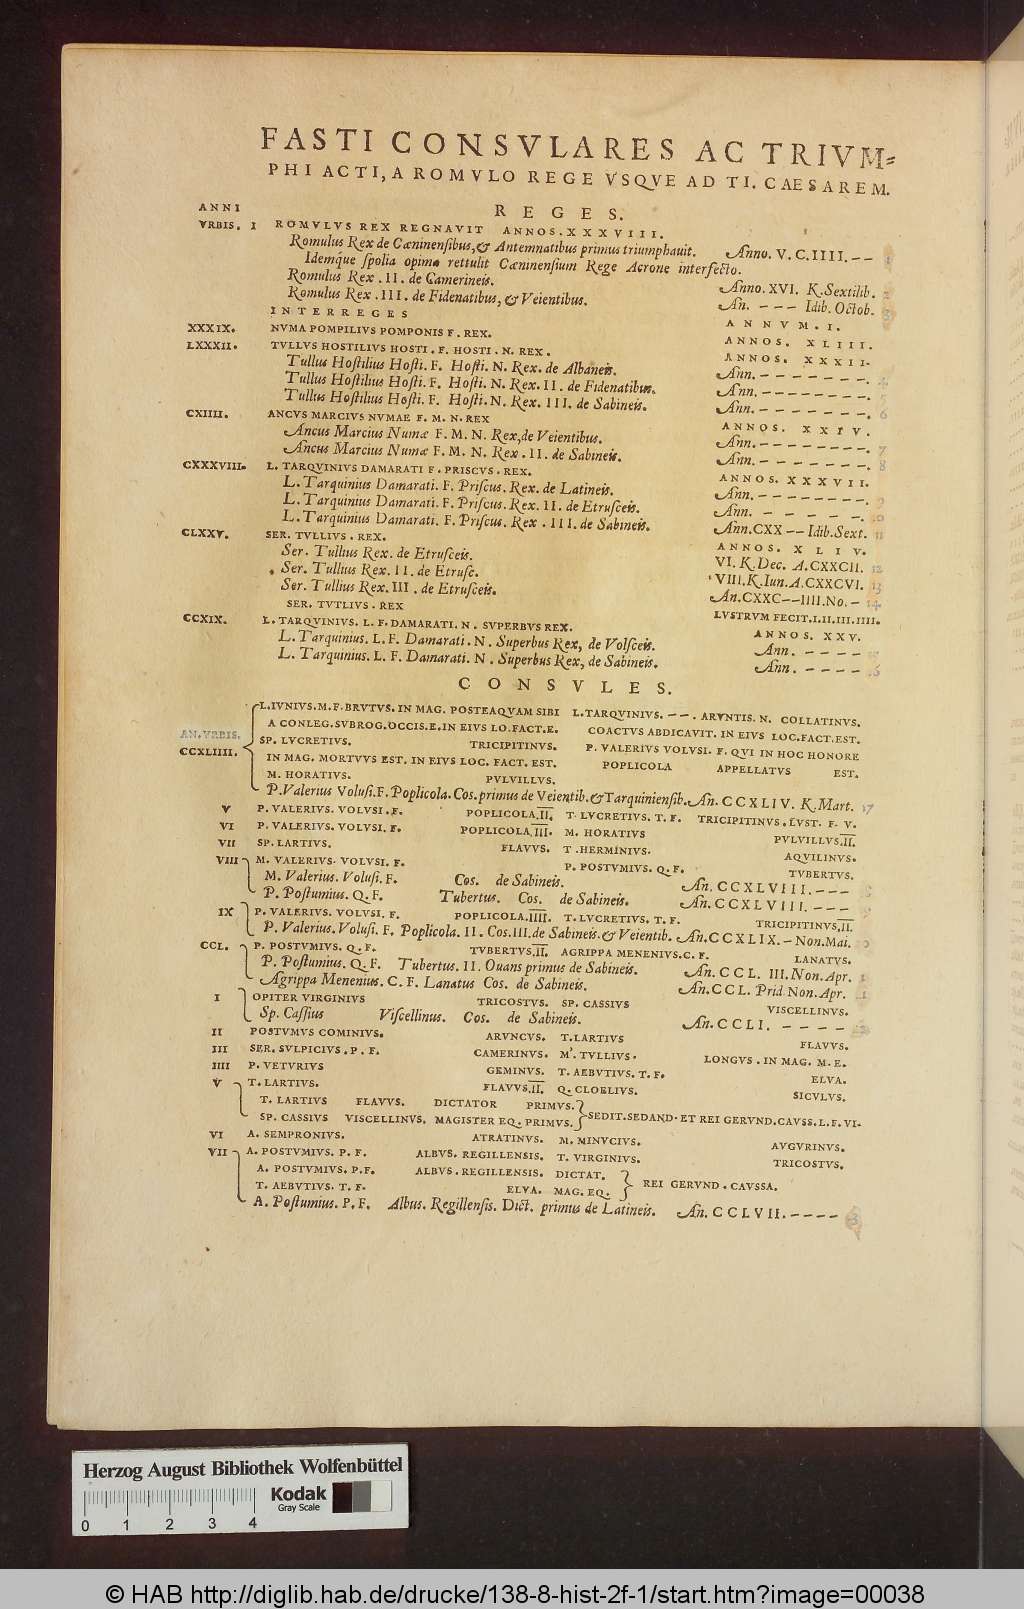 FASTI CONSVLARES AC TRIVM=
PHI ACTI, A ROMVLO REGE VSQVE AD TI. CAESAREM.
ANNI REGES.
VRBIS. I ROMVLVS REX REGNAVIT ANNOS. XXXVIII.
Romulus Rex de Cæninensibus, & Antemnatibus primus triumphauit. Anno. V. C. IIII. -- 1
Idemque spolia opima rettulit Cæninensium Rege Acrone interfecto.
Romulus Rex. II. de Camerineis. Anno. XVI. K. Sextilib. 2
Romulus Rex. III. de Fidenatibus, & Veientibus. An. --- Idib. Octob. 3
INTERREGES ANNVM. I.
XXXIX. NVMA POMPILIVS POMPONIS F. REX. ANNOS. XLIII.
LXXXII. TVLLVS HOSTILIVS HOSTI. F. HOSTI. N. REX. ANNOS. XXXII.
Tullus Hostilius Hosti. F. Hosti. N. Rex. de Albaneis. Ann. ------- 4
Tullus Hostilius Hosti. F. Hosti. N. Rex. II. de Fidenatibus. Ann. ------- 5
Tullus Hostilius Hosti. F. Hosti. N. Rex. III. de Sabineis. Ann. ------- 6
CXIIII. ANCVS MARCIVS NVMAE F. M. N. REX ANNOS. XXIV.
Ancus Marcius Numæ F. M. N. Rex, de Veientibus. Ann. ------- 7
Ancus Marcius Numæ F. M. N. Rex. II. de Sabineis. Ann. ------- 8
CXXXVIII. L. TARQVINIVS DAMARATI F. PRISCVS. REX. ANNOS. XXXVII.
L. Tarquinius Damarati. F. Priscus. Rex. de Latineis. Ann. ------- 9
L. Tarquinius Damarati. F. Priscus. Rex. II. de Etrusceis. Ann. ------ 10
L. Tarquinius Damarati. F. Priscus. Rex. III. de Sabineis. Ann. CXX -- Idib. Sext. 11
CLXXV. SER. TVLLIVS. REX. ANNOS. XLIV.
Ser. Tullius Rex. de Etrusceis. VI. K. Dec. A. CXXCII. 12
Ser. Tullius Rex. II. de Etrusc. VIII. K. Iun. A. CXXCVI. 13
Ser. Tullius Rex. III. de Etrusceis. An. CXXC--IIII. No. - 14
SER. TVTLIVS. REX LVSTRVM FECIT. I. II. III. IIII.
CCXIX. L. TARQVINIVS. L. F. DAMARATI. N. SVPERBVS REX. ANNOS. XXV.
L. Tarquinius. L. F. Damarati. N. Superbus Rex, de Volsceis. Ann. ---- 15
L. Tarquinius. L. F. Damarati. N. Superbus Rex, de Sabineis. Ann. ---- 16
CONSVLES.
L. IVNIVS. M. F. BRVTVS. IN MAG. POSTEAQVAM SIBI L. TARQVINIVS. --. ARVNTIS. N. COLLATINVS.
A CONLEG. SVBROG. OCCIS. E. IN EIVS LO. FACT. E. COACTVS ABDICAVIT. IN EIVS LOC. FACT. EST.
AN. VRBIS. SP. LVCRETIVS. TRICIPITINVS. P. VALERIVS VOLVSI. F. QVI IN HOC HONORE
CCXLIIII. IN MAG. MORTVVS EST. IN EIVS LOC. FACT. EST. POPLICOLA APPELLATVS EST.
M. HORATIVS. PVLVILLVS.
P. Valerius Volusi. F. Poplicola. Cos. primus de Veientib. & Tarquiniensib. An. CCXLIV. K. Mart. 17
V P. VALERIVS. VOLVSI. F. POPLICOLA. II. T. LVCRETIVS. T. F. TRICIPITINVS. LVST. F. V.
VI P. VALERIVS. VOLVSI. F. POPLICOLA. III. M. HORATIVS PVLVILLVS. II.
VII SP. LARTIVS. FLAVVS. T. HERMINIVS. AQVILINVS.
VIII M. VALERIVS. VOLVSI. F. P. POSTVMIVS. Q. F. TVBERTVS.
M. Valerius. Volusi. F. Cos. de Sabineis. An. CCXLVIII. ---
P. Postumius. Q. F. Tubertus. Cos. de Sabineis. An. CCXLVIII. ---
IX P. VALERIVS. VOLVSI. F. POPLICOLA. IIII. T. LVCRETIVS. T. F. TRICIPITINVS. II.
P. Valerius. Volusi. F. Poplicola. II. Cos. III. de Sabineis. & Veientib. An. CCXLIX. - Non. Mai.
CCL. P. POSTVMIVS. Q. F. TVBERTVS. II. AGRIPPA MENENIVS. C. F. LANATVS.
P. Postumius. Q. F. Tubertus. II. Ouans primus de Sabineis. An. CCL. III. Non. Apr.
Agrippa Menenius. C. F. Lanatus Cos. de Sabineis. An. CCL. Prid Non. Apr.
I OPITER VIRGINIVS TRICOSTVS. SP. CASSIVS VISCELLINVS.
Sp. Cassius Viscellinus. Cos. de Sabineis. An. CCLI. ----
II POSTVMVS COMINIVS. ARVNCVS. T. LARTIVS FLAVVS.
III SER. SVLPICIVS. P. F. CAMERINVS. M'. TVLLIVS. LONGVS. IN MAG. M. E.
IIII P. VETVRIVS GEMINVS. T. AEBVTIVS. T. F. ELVA.
V T. LARTIVS. FLAVVS. II. Q. CLOELIVS. SICVLVS.
T. LARTIVS FLAVVS. DICTATOR PRIMVS.
SP. CASSIVS VISCELLINVS. MAGISTER EQ. PRIMVS. SEDIT. SEDAND. ET REI GERVND. CAVSS. L. F. VI.
VI A. SEMPRONIVS. ATRATINVS. M. MINVCIVS. AVGVRINVS.
VII A. POSTVMIVS. P. F. ALBVS. REGILLENSIS. T. VIRGINIVS. TRICOSTVS.
A. POSTVMIVS. P. F. ALBVS. REGILLENSIS. DICTAT.
T. AEBVTIVS. T. F. ELVA. MAG. EQ. REI GERVND. CAVSSA.
A. Postumius. P. F. Albus. Regillensis. Dict. primus de Latineis. An. CCLVII. ----
Herzog August Bibliothek Wolfenbüttel
Kodak
Gray Scale
0 1 2 3 4
© HAB http://diglib.hab.de/drucke/138-8-hist-2f-1/start.htm?image=00038